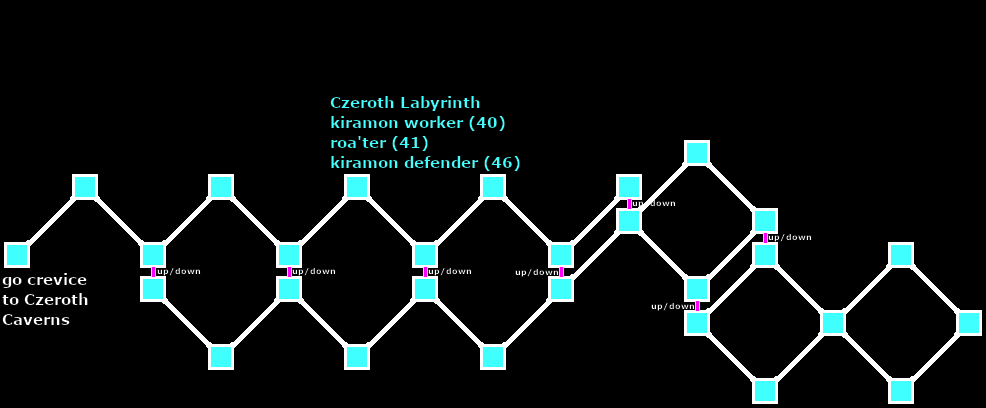 Czeroth Labyrinth
kiramon worker (40)
roa'ter (41)
kiramon defender (46)
up/down
up/down
up/down
up/down
up/down
up/down
up/down
go crevice
to Czeroth
Caverns